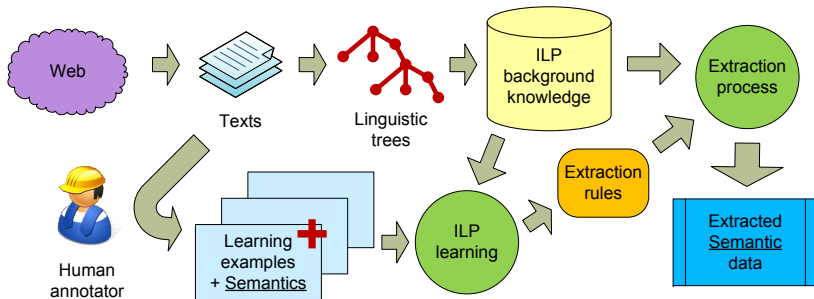 Web
Texts
Linguistic
trees
ILP
background
knowledge
Extraction
process
Human
annotator
Learning
examples
+ Semantics
ILP
learning
Extraction
rules
Extracted
Semantic
data